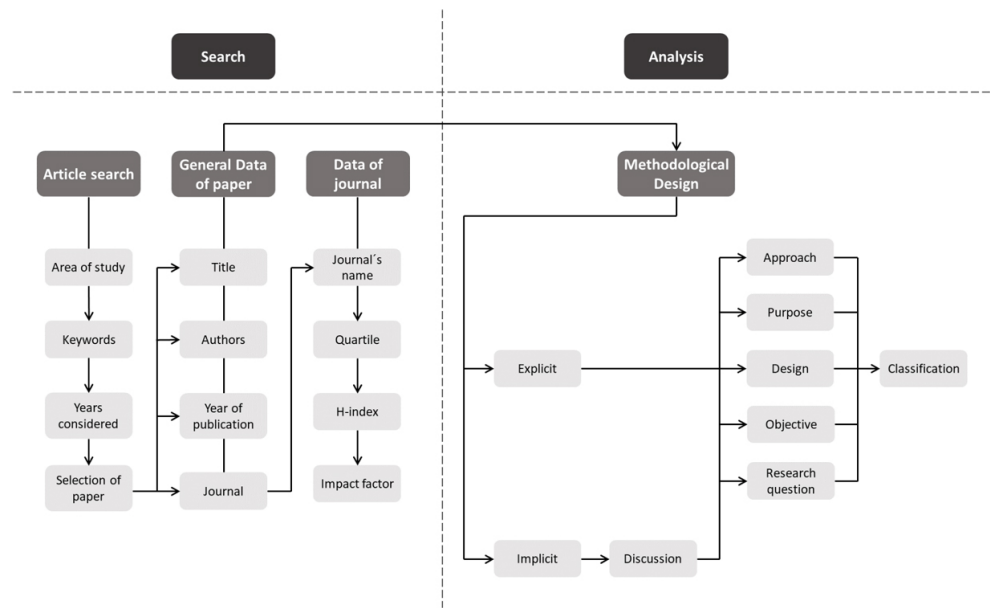 Search
Analysis
Article search
General Data
of paper
Data of
journal
Methodological
Design
Area of study
Keywords
Years
considered
Selection of
paper
Title
Authors
Year of
publication
Journal
Journal´s
name
Quartile
H-index
Impact factor
Explicit
Implicit
Discussion
Approach
Purpose
Design
Objective
Research
question
Classification